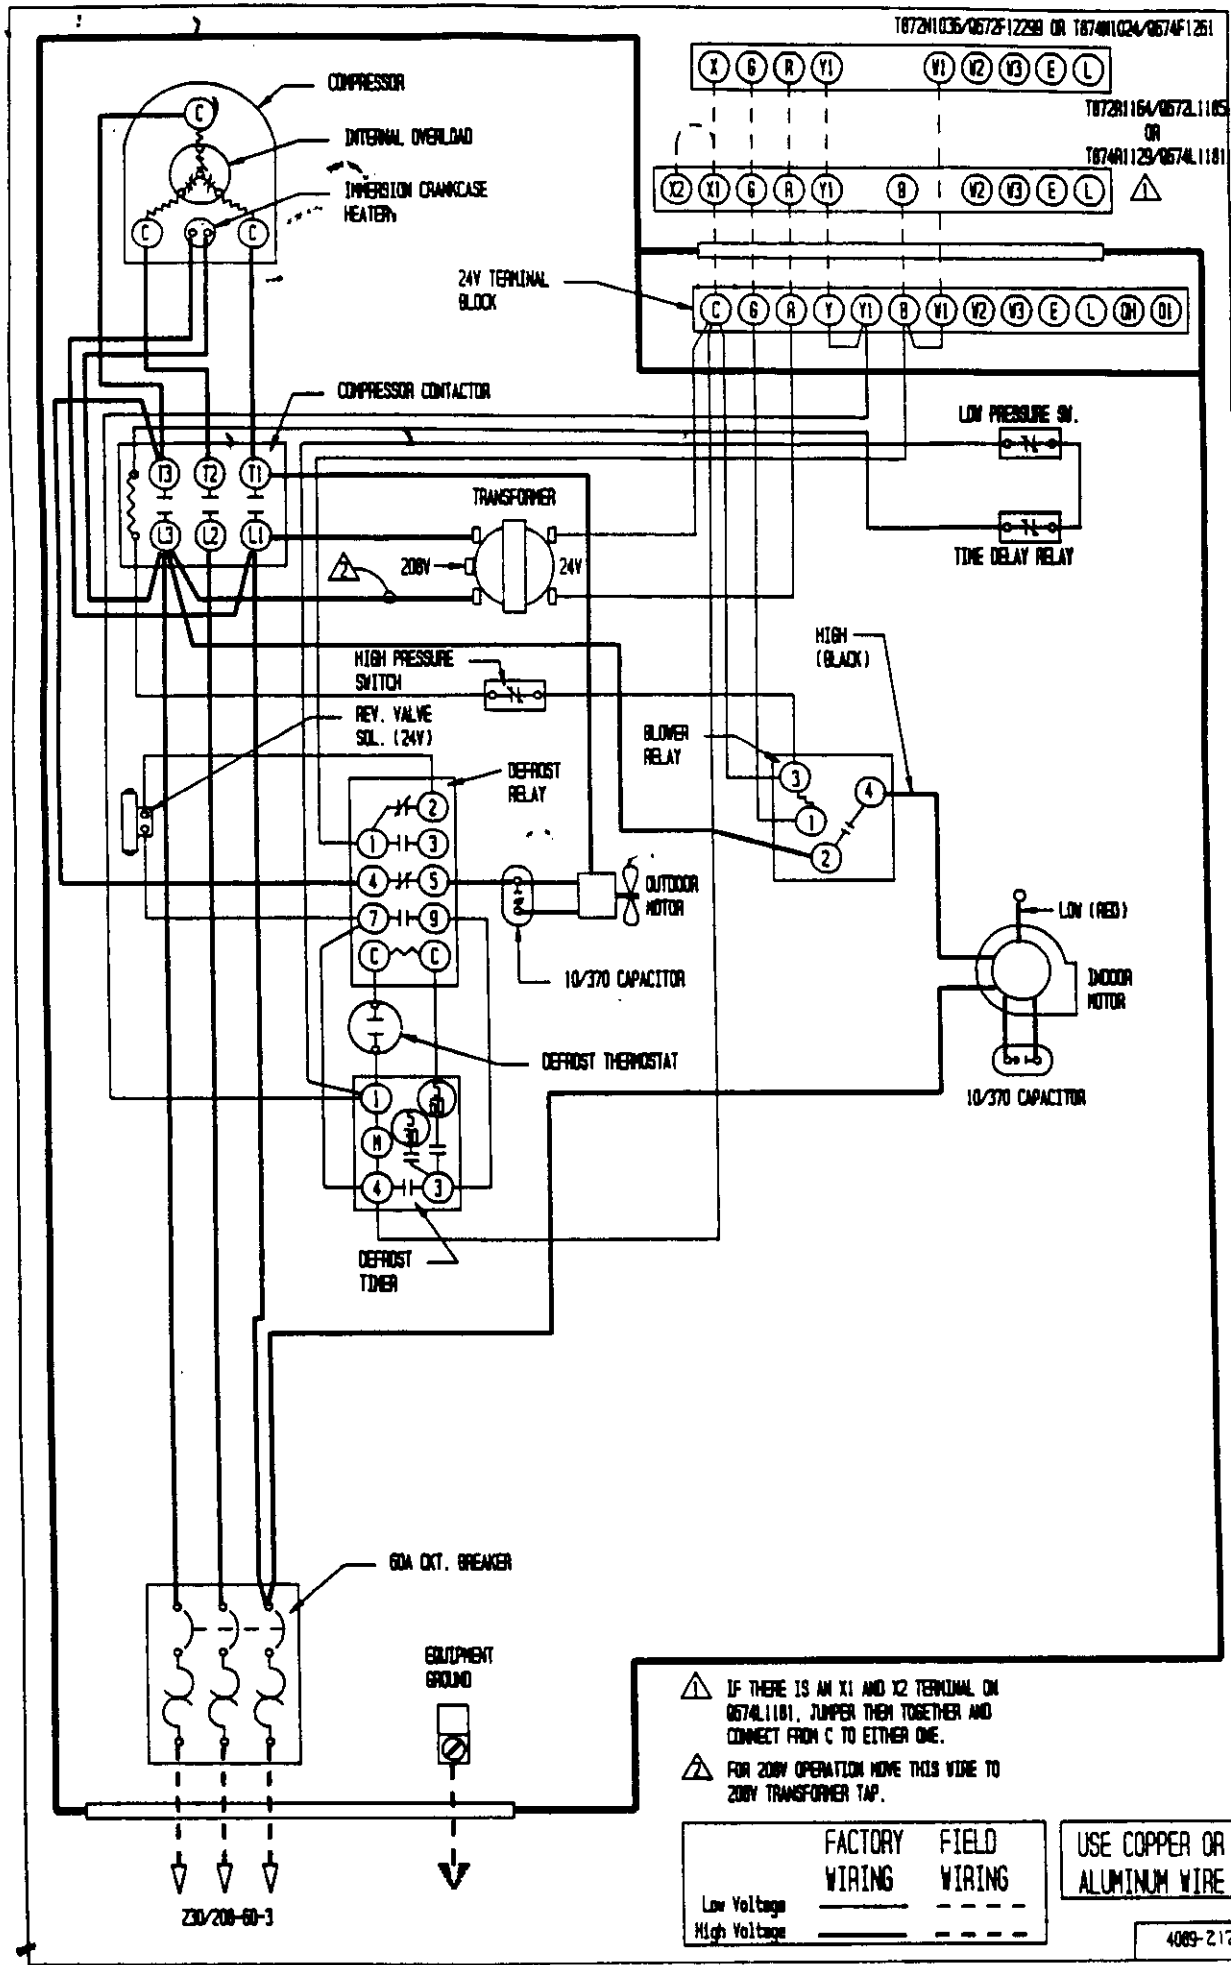 T872N1036/Q672F1229B OR T874N1024/Q674F1261
X G R Y1 W1 W2 W3 E L
T872R1164/Q672L1185
OR
T874R1129/Q674L1181
X2 X1 G R Y1 B W2 W3 E L
1
24V TERMINAL
BLOCK
C G R Y Y1 B W1 W2 W3 E L OH O1
COMPRESSOR
C
INTERNAL OVERLOAD
IMMERSION CRANKCASE
HEATER
C C
COMPRESSOR CONTACTOR
T3 T2 T1
L3 L2 L1
LOW PRESSURE SW.
TIME DELAY RELAY
TRANSFORMER
208V 24V
2
HIGH PRESSURE
SWITCH
HIGH
(BLACK)
REV. VALVE
SOL. (24V)
BLOWER
RELAY
3 4
1
2
DEFROST
RELAY
2
1 3
4 5
7 9
C C
OUTDOOR
MOTOR
10/370 CAPACITOR
LOW (RED)
INDOOR
MOTOR
10/370 CAPACITOR
DEFROST THERMOSTAT
1
M
4 3
DEFROST
TIMER
60A CKT. BREAKER
EQUIPMENT
GROUND
230/208-60-3
1 IF THERE IS AN X1 AND X2 TERMINAL ON
Q674L1181, JUMPER THEM TOGETHER AND
CONNECT FROM C TO EITHER ONE.
2 FOR 208V OPERATION MOVE THIS WIRE TO
208V TRANSFORMER TAP.
FACTORY FIELD
WIRING WIRING
Low Voltage
High Voltage
USE COPPER OR
ALUMINUM WIRE
4089-212